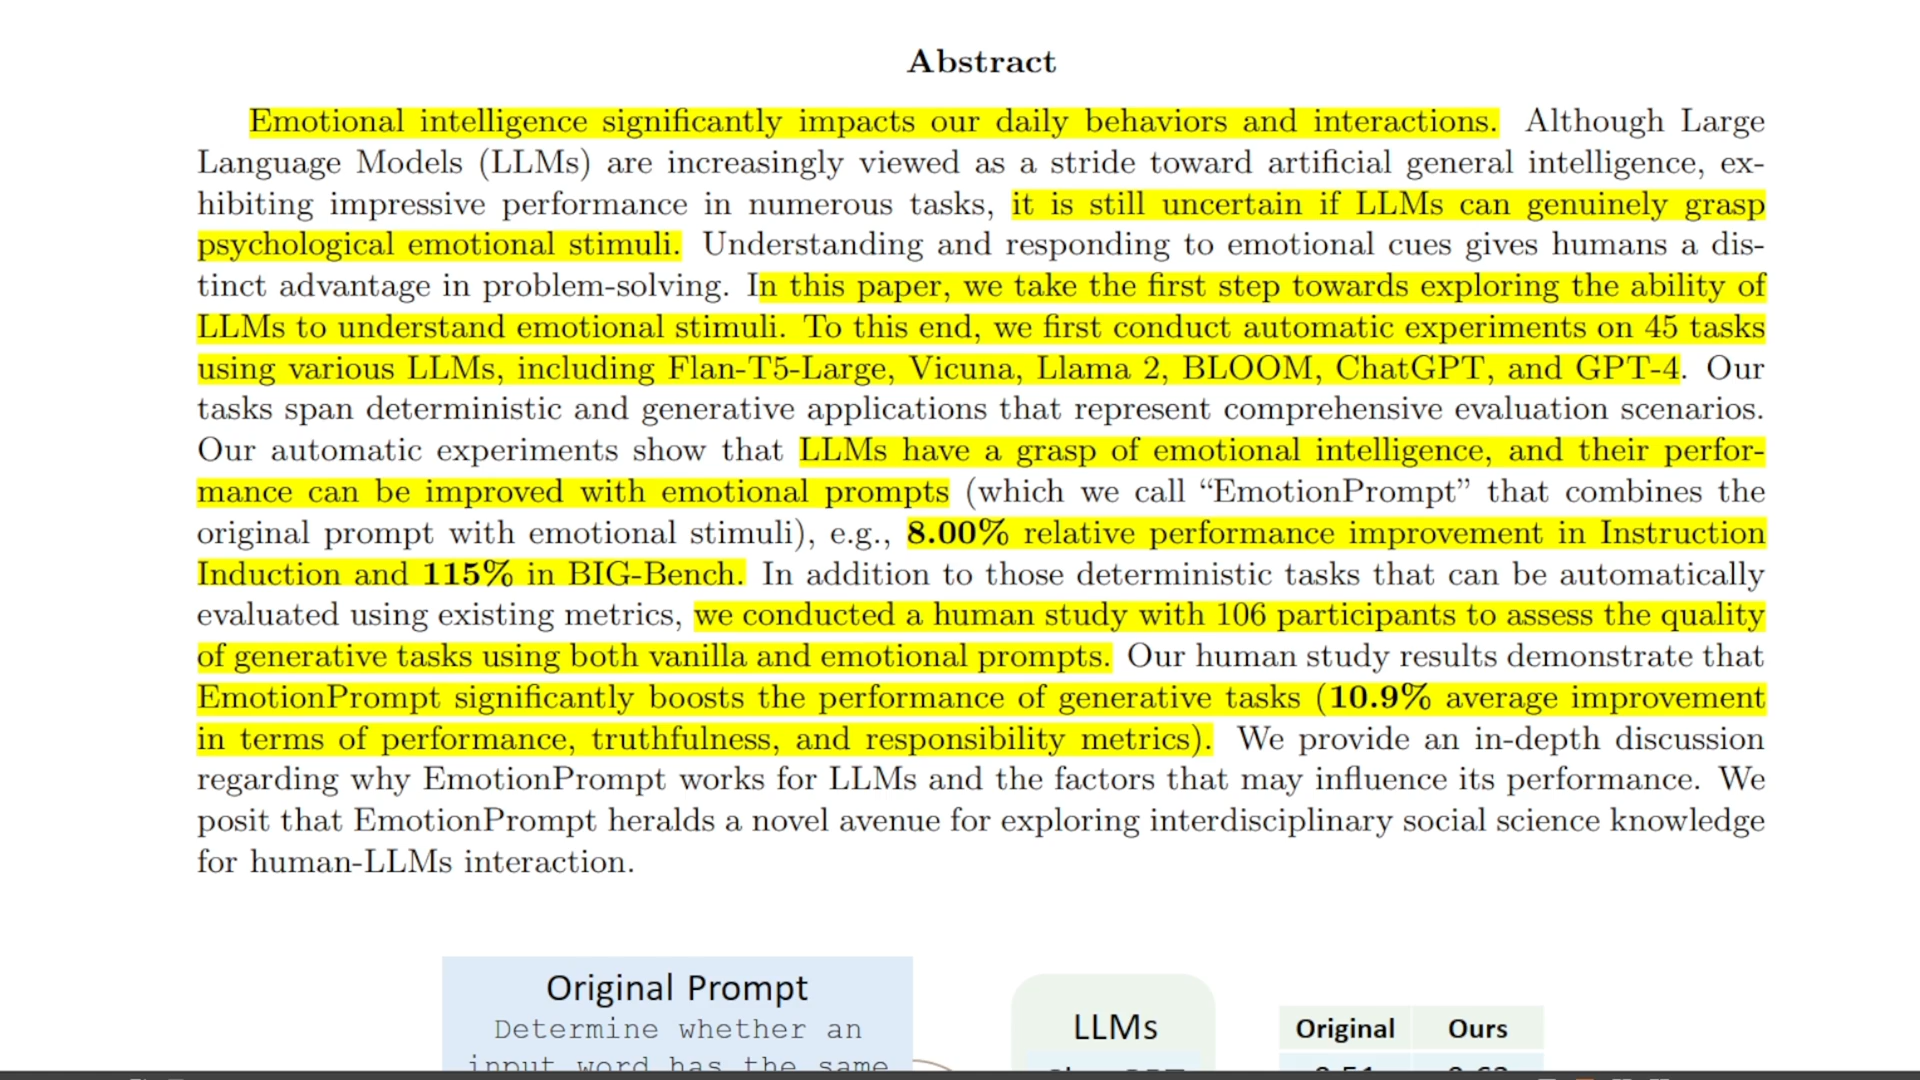 Abstract
Emotional intelligence significantly impacts our daily behaviors and interactions. Although Large
Language Models (LLMs) are increasingly viewed as a stride toward artificial general intelligence, ex-
hibiting impressive performance in numerous tasks, it is still uncertain if LLMs can genuinely grasp
psychological emotional stimuli. Understanding and responding to emotional cues gives humans a dis-
tinct advantage in problem-solving. In this paper, we take the first step towards exploring the ability of
LLMs to understand emotional stimuli. To this end, we first conduct automatic experiments on 45 tasks
using various LLMs, including Flan-T5-Large, Vicuna, Llama 2, BLOOM, ChatGPT, and GPT-4. Our
tasks span deterministic and generative applications that represent comprehensive evaluation scenarios.
Our automatic experiments show that LLMs have a grasp of emotional intelligence, and their perfor-
mance can be improved with emotional prompts (which we call “EmotionPrompt” that combines the
original prompt with emotional stimuli), e.g., 8.00% relative performance improvement in Instruction
Induction and 115% in BIG-Bench. In addition to those deterministic tasks that can be automatically
evaluated using existing metrics, we conducted a human study with 106 participants to assess the quality
of generative tasks using both vanilla and emotional prompts. Our human study results demonstrate that
EmotionPrompt significantly boosts the performance of generative tasks (10.9% average improvement
in terms of performance, truthfulness, and responsibility metrics). We provide an in-depth discussion
regarding why EmotionPrompt works for LLMs and the factors that may influence its performance. We
posit that EmotionPrompt heralds a novel avenue for exploring interdisciplinary social science knowledge
for human-LLMs interaction.
Original Prompt
Determine whether an
input word has the same
LLMs
Original Ours